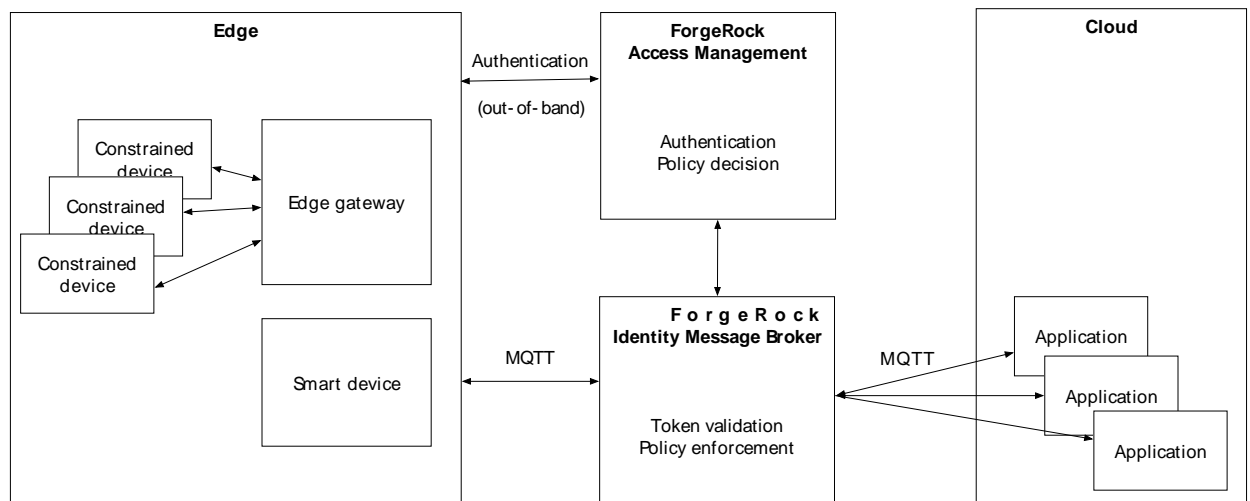 Edge
Constrained
device
Constrained
device
Constrained
device
Edge gateway
Smart device
Authentication
(out-of-band)
MQTT
ForgeRock
Access Management
Authentication
Policy decision
ForgeRock
Identity Message Broker
Token validation
Policy enforcement
MQTT
Cloud
Application
Application
Application